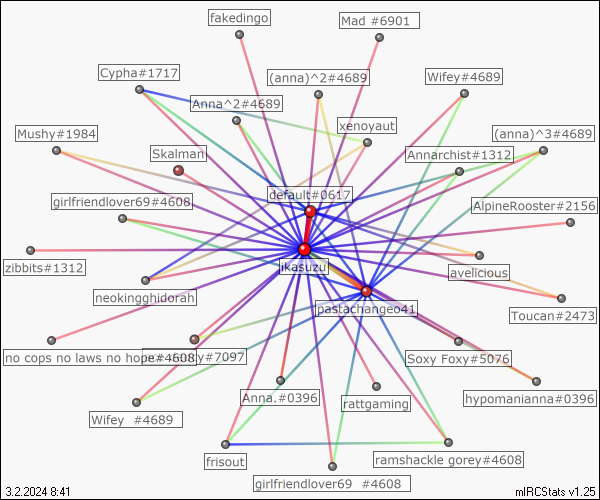 fakedingo
Mad #6901
Cypha#1717
(anna)^2#4689
Wifey#4689
Anna^2#4689
xenoyaut
Mushy#1984
(anna)^3#4689
Skalman
Annarchist#1312
default#0617
girlfriendlover69#4608
AlpineRooster#2156
jkasuzu
zibbits#1312
avelicious
neokingghidorah
pastachangeo41
Toucan#2473
no cops no laws no hope#4608
#7097
Soxy Foxy#5076
Anna.#0396
rattgaming
hypomanianna#0396
Wifey #4689
frisout
ramshackle gorey#4608
girlfriendlover69 #4608
3.2.2024 8:41
mIRCStats v1.25